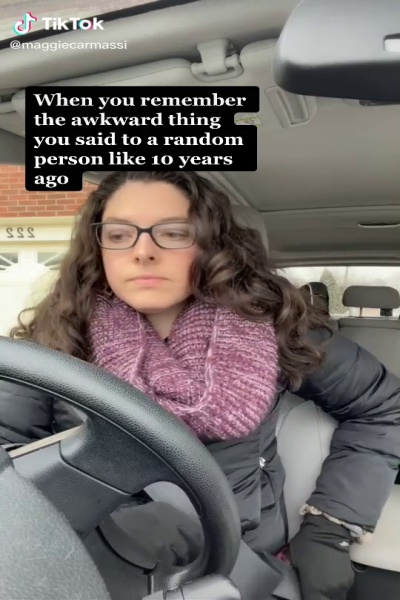 TikTok
@maggiecarmassi
When you remember
the awkward thing
you said to a random
person like 10 years
ago
222